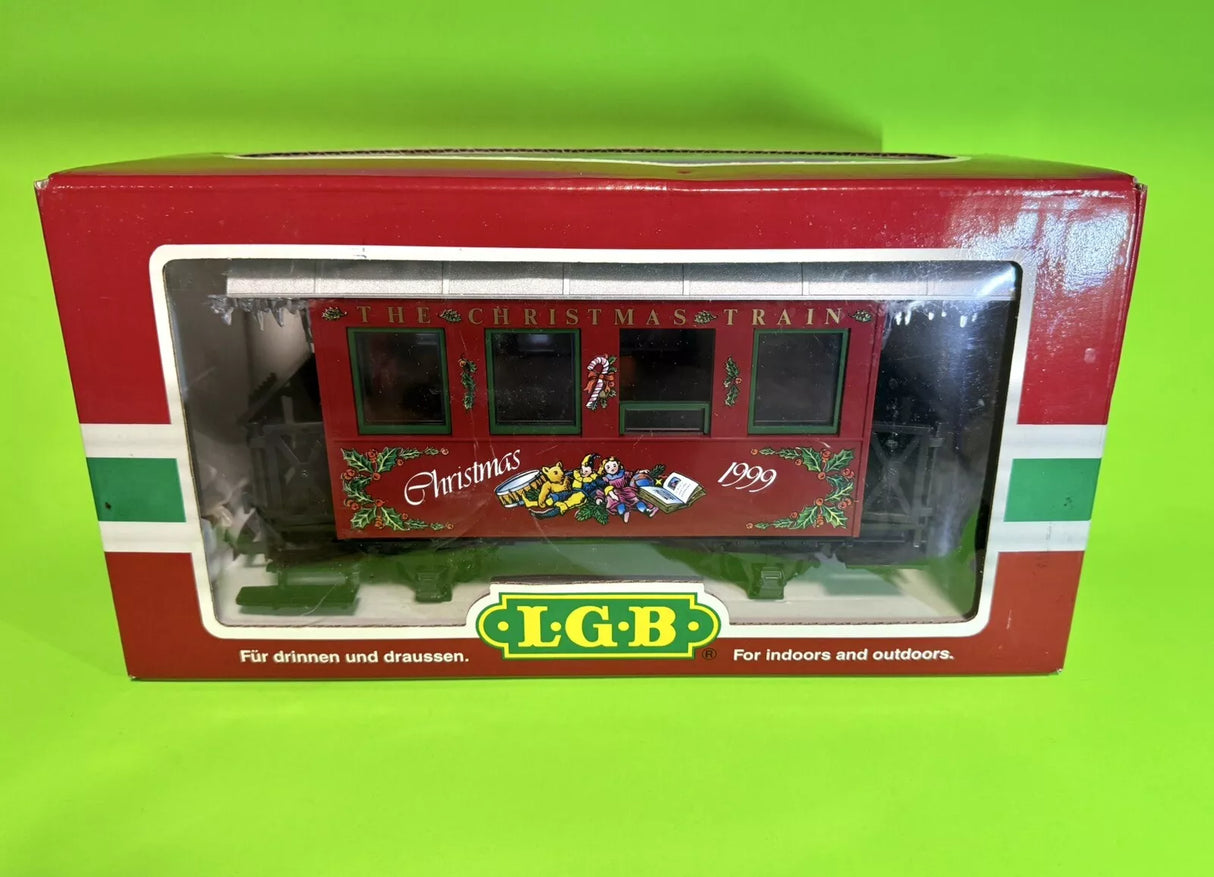 THE CHRISTMAS TRAIN
Christmas 1999
L·G·B ®
Für drinnen und draussen.
For indoors and outdoors.